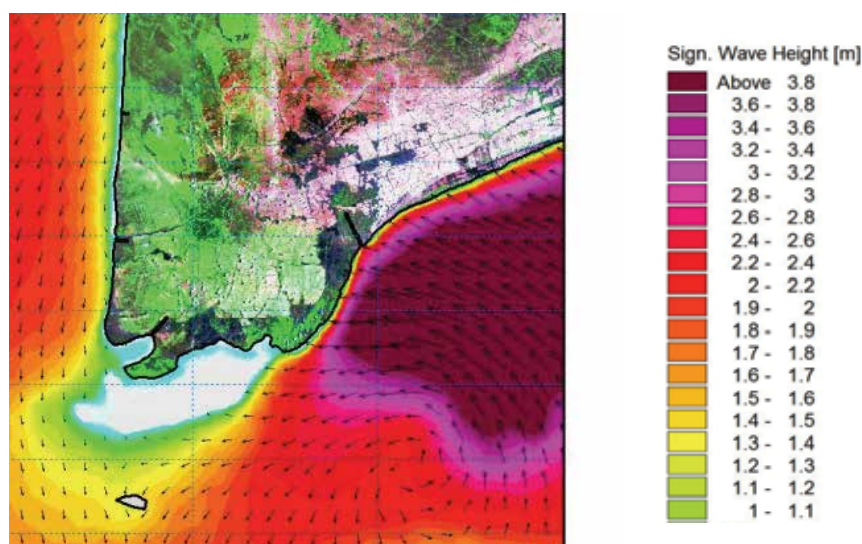 Sign. Wave Height [m]
Above 3.8
3.6 - 3.8
3.4 - 3.6
3.2 - 3.4
3 - 3.2
2.8 - 3
2.6 - 2.8
2.4 - 2.6
2.2 - 2.4
2 - 2.2
1.9 - 2
1.8 - 1.9
1.7 - 1.8
1.6 - 1.7
1.5 - 1.6
1.4 - 1.5
1.3 - 1.4
1.2 - 1.3
1.1 - 1.2
1 - 1.1